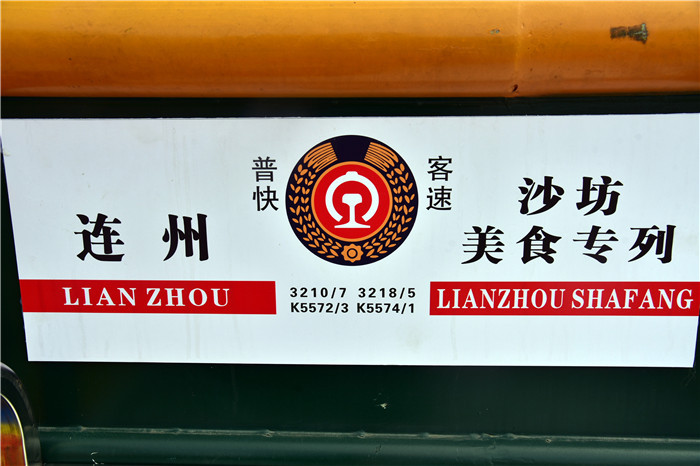 连州
LIAN ZHOU
普快
客速
3210/7 3218/5
K5572/3 K5574/1
沙坊
美食专列
LIANZHOU SHAFANG